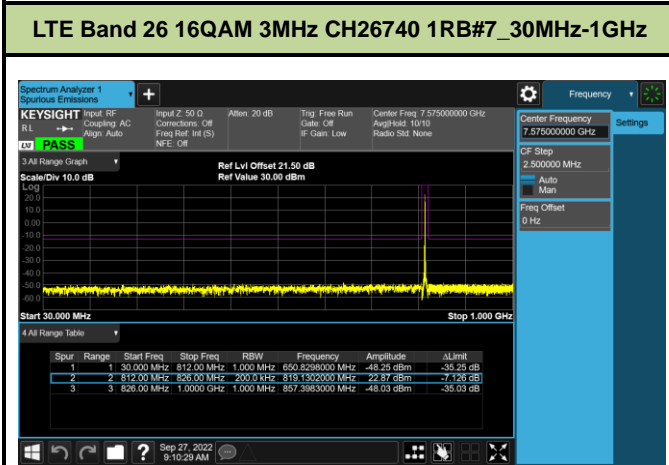 LTE Band 26 16QAM 3MHz CH26740 1RB#7_30MHz-1GHz
Spectrum Analyzer 1
Spurious Emissions
Frequency
KEYSIGHT Input: RF Input Z: 50 Ω Atten: 20 dB Trig: Free Run Center Freq: 7.575000000 GHz
RL Coupling: AC Corrections: Off Gate: Off Avg|Hold: 10/10
Align: Auto Freq Ref: Int (S) IF Gain: Low Radio Std: None
LXI PASS NFE: Off
Center Frequency
7.575000000 GHz
Settings
CF Step
2.500000 MHz
Auto
Man
Freq Offset
0 Hz
3 All Range Graph
Ref Lvl Offset 21.50 dB
Scale/Div 10.0 dB Ref Value 30.00 dBm
Log
20.0
10.0
0.00
-10.0
-20.0
-30.0
-40.0
-50.0
-60.0
Start 30.000 MHz Stop 1.000 GHz
4 All Range Table
Spur Range Start Freq Stop Freq RBW Frequency Amplitude ΔLimit
1 1 30.000 MHz 812.00 MHz 1.000 MHz 650.8298000 MHz -48.25 dBm -35.25 dB
2 2 812.00 MHz 826.00 MHz 200.0 kHz 819.1302000 MHz 22.87 dBm -7.126 dB
3 3 826.00 MHz 1.0000 GHz 1.000 MHz 857.3983000 MHz -48.03 dBm -35.03 dB
Sep 27, 2022
9:10:29 AM